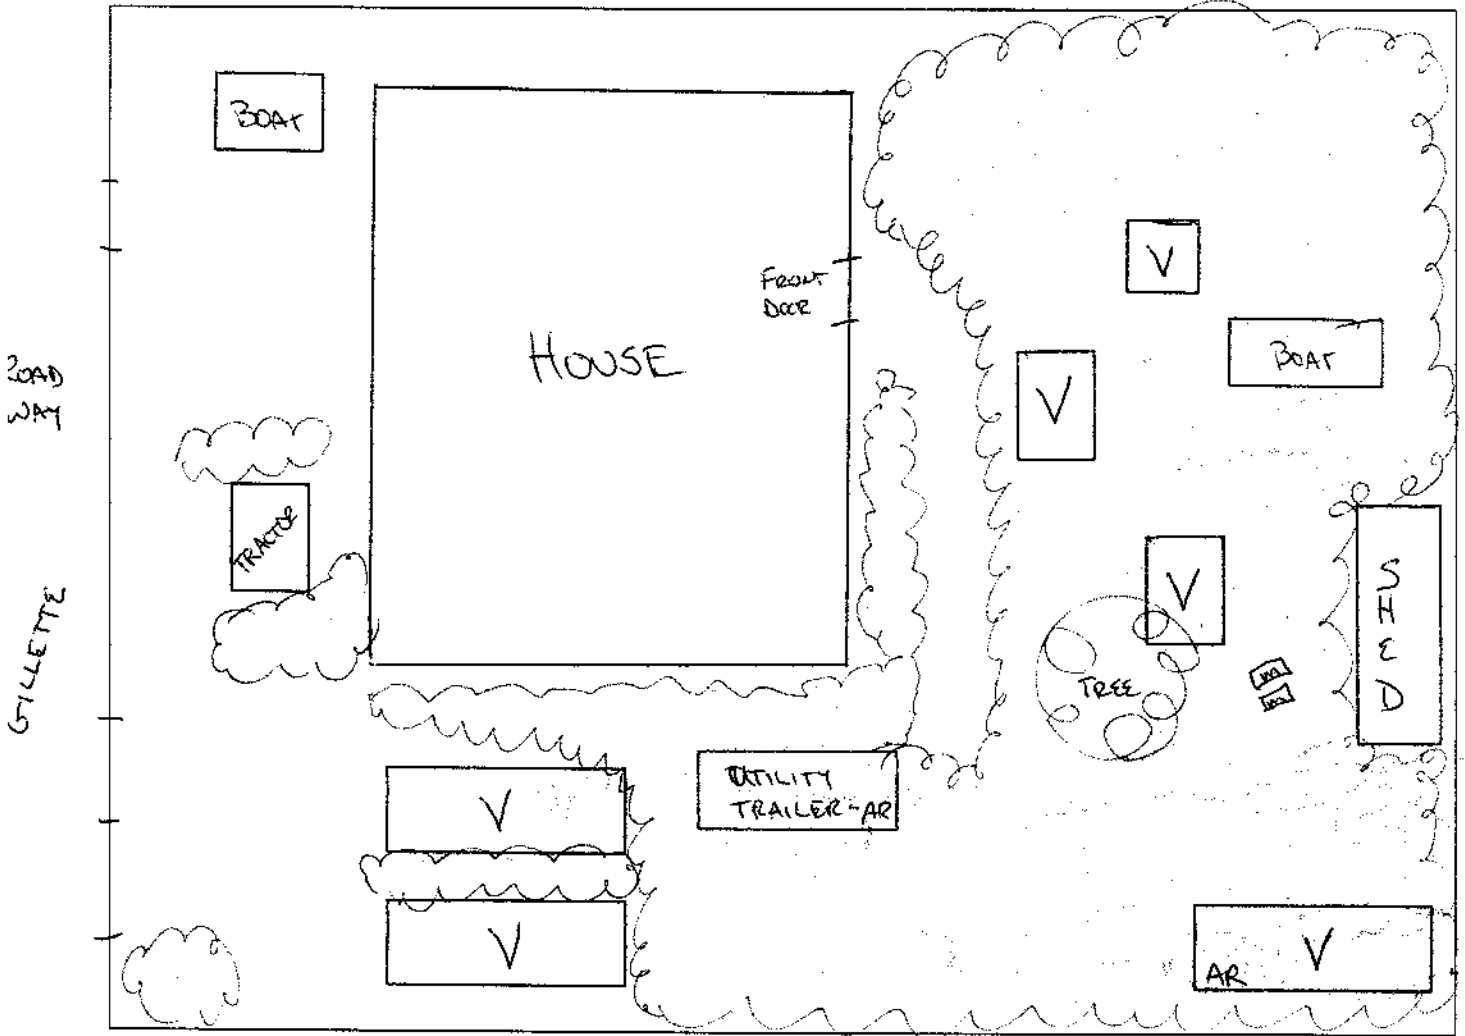 BOAT
FRONT
DOOR
HOUSE
V
BOAT
V
ROAD
WAY
TRACTOR
V
SHED
GILLETTE
TREE
m
m
V
UTILITY
TRAILER-AR
V
V
AR